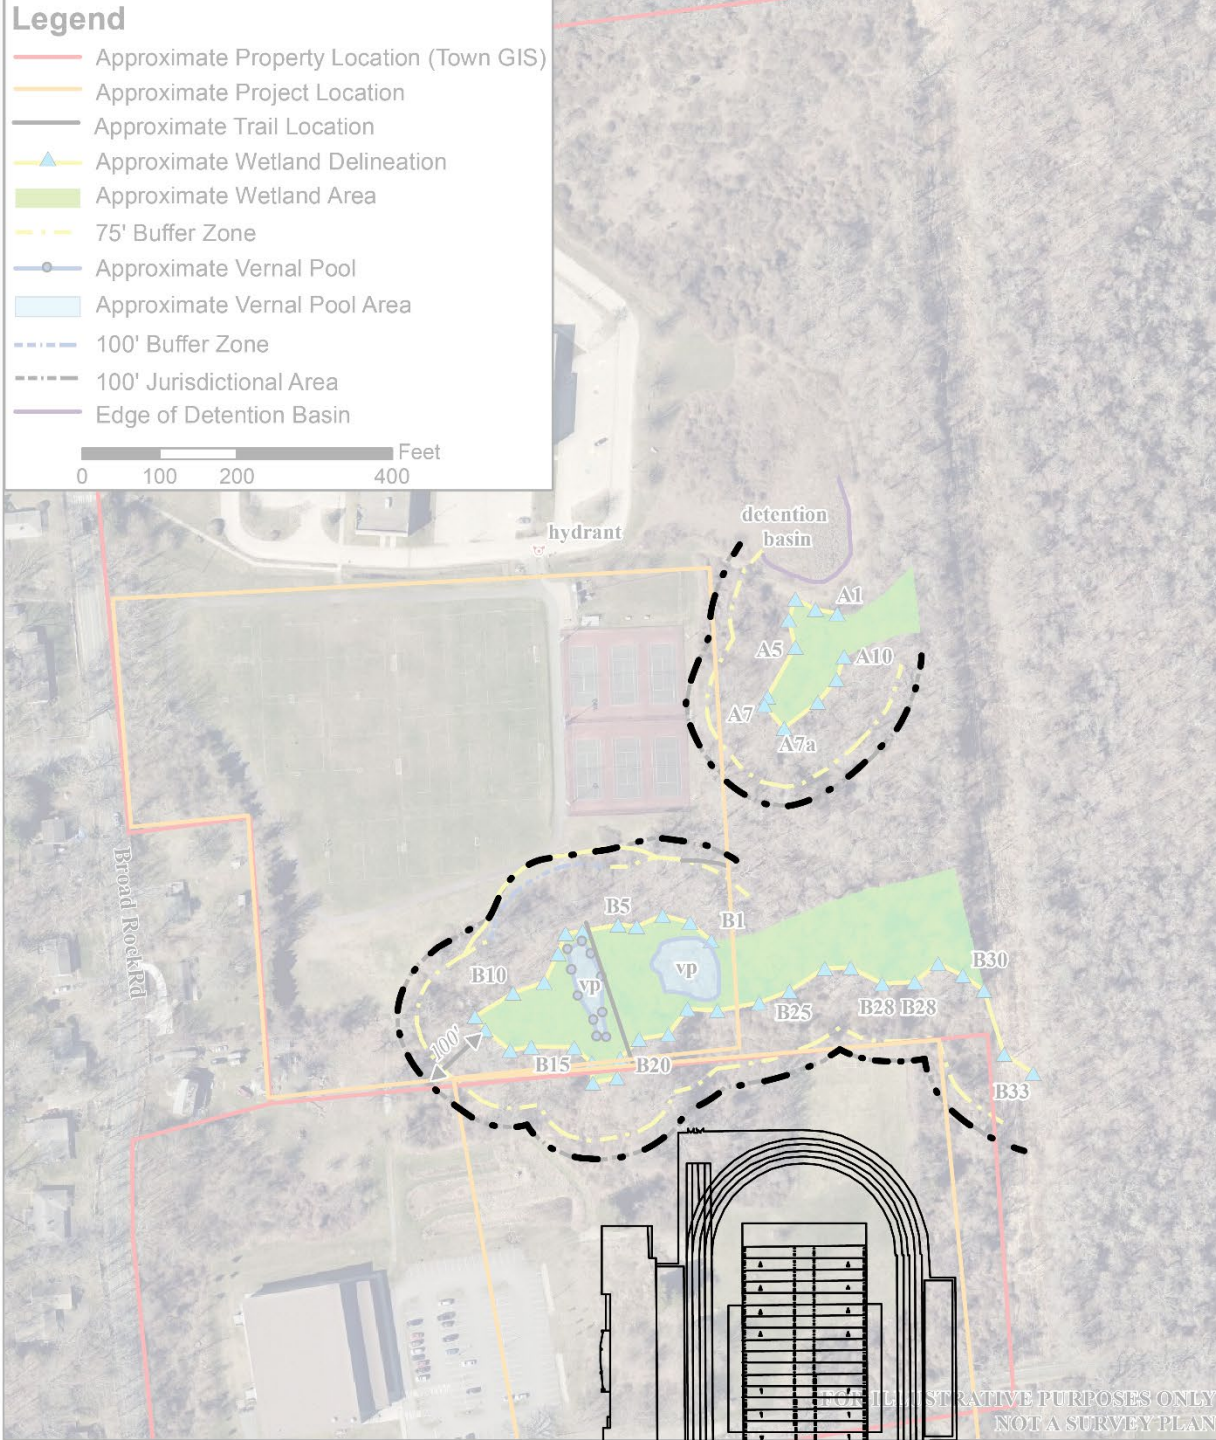 Legend
Approximate Property Location (Town GIS)
Approximate Project Location
Approximate Trail Location
Approximate Wetland Delineation
Approximate Wetland Area
75' Buffer Zone
Approximate Vernal Pool
Approximate Vernal Pool Area
100' Buffer Zone
100' Jurisdictional Area
Edge of Detention Basin
Feet
0 100 200 400
hydrant
detention
basin
A1
A5
A10
A7
A7a
Broad Rock Rd
B5
B1
B10
vp
vp
B30
B25
B28 B28
100'
B15
B20
B33
FOR ILLUSTRATIVE PURPOSES ONLY
NOT A SURVEY PLAN